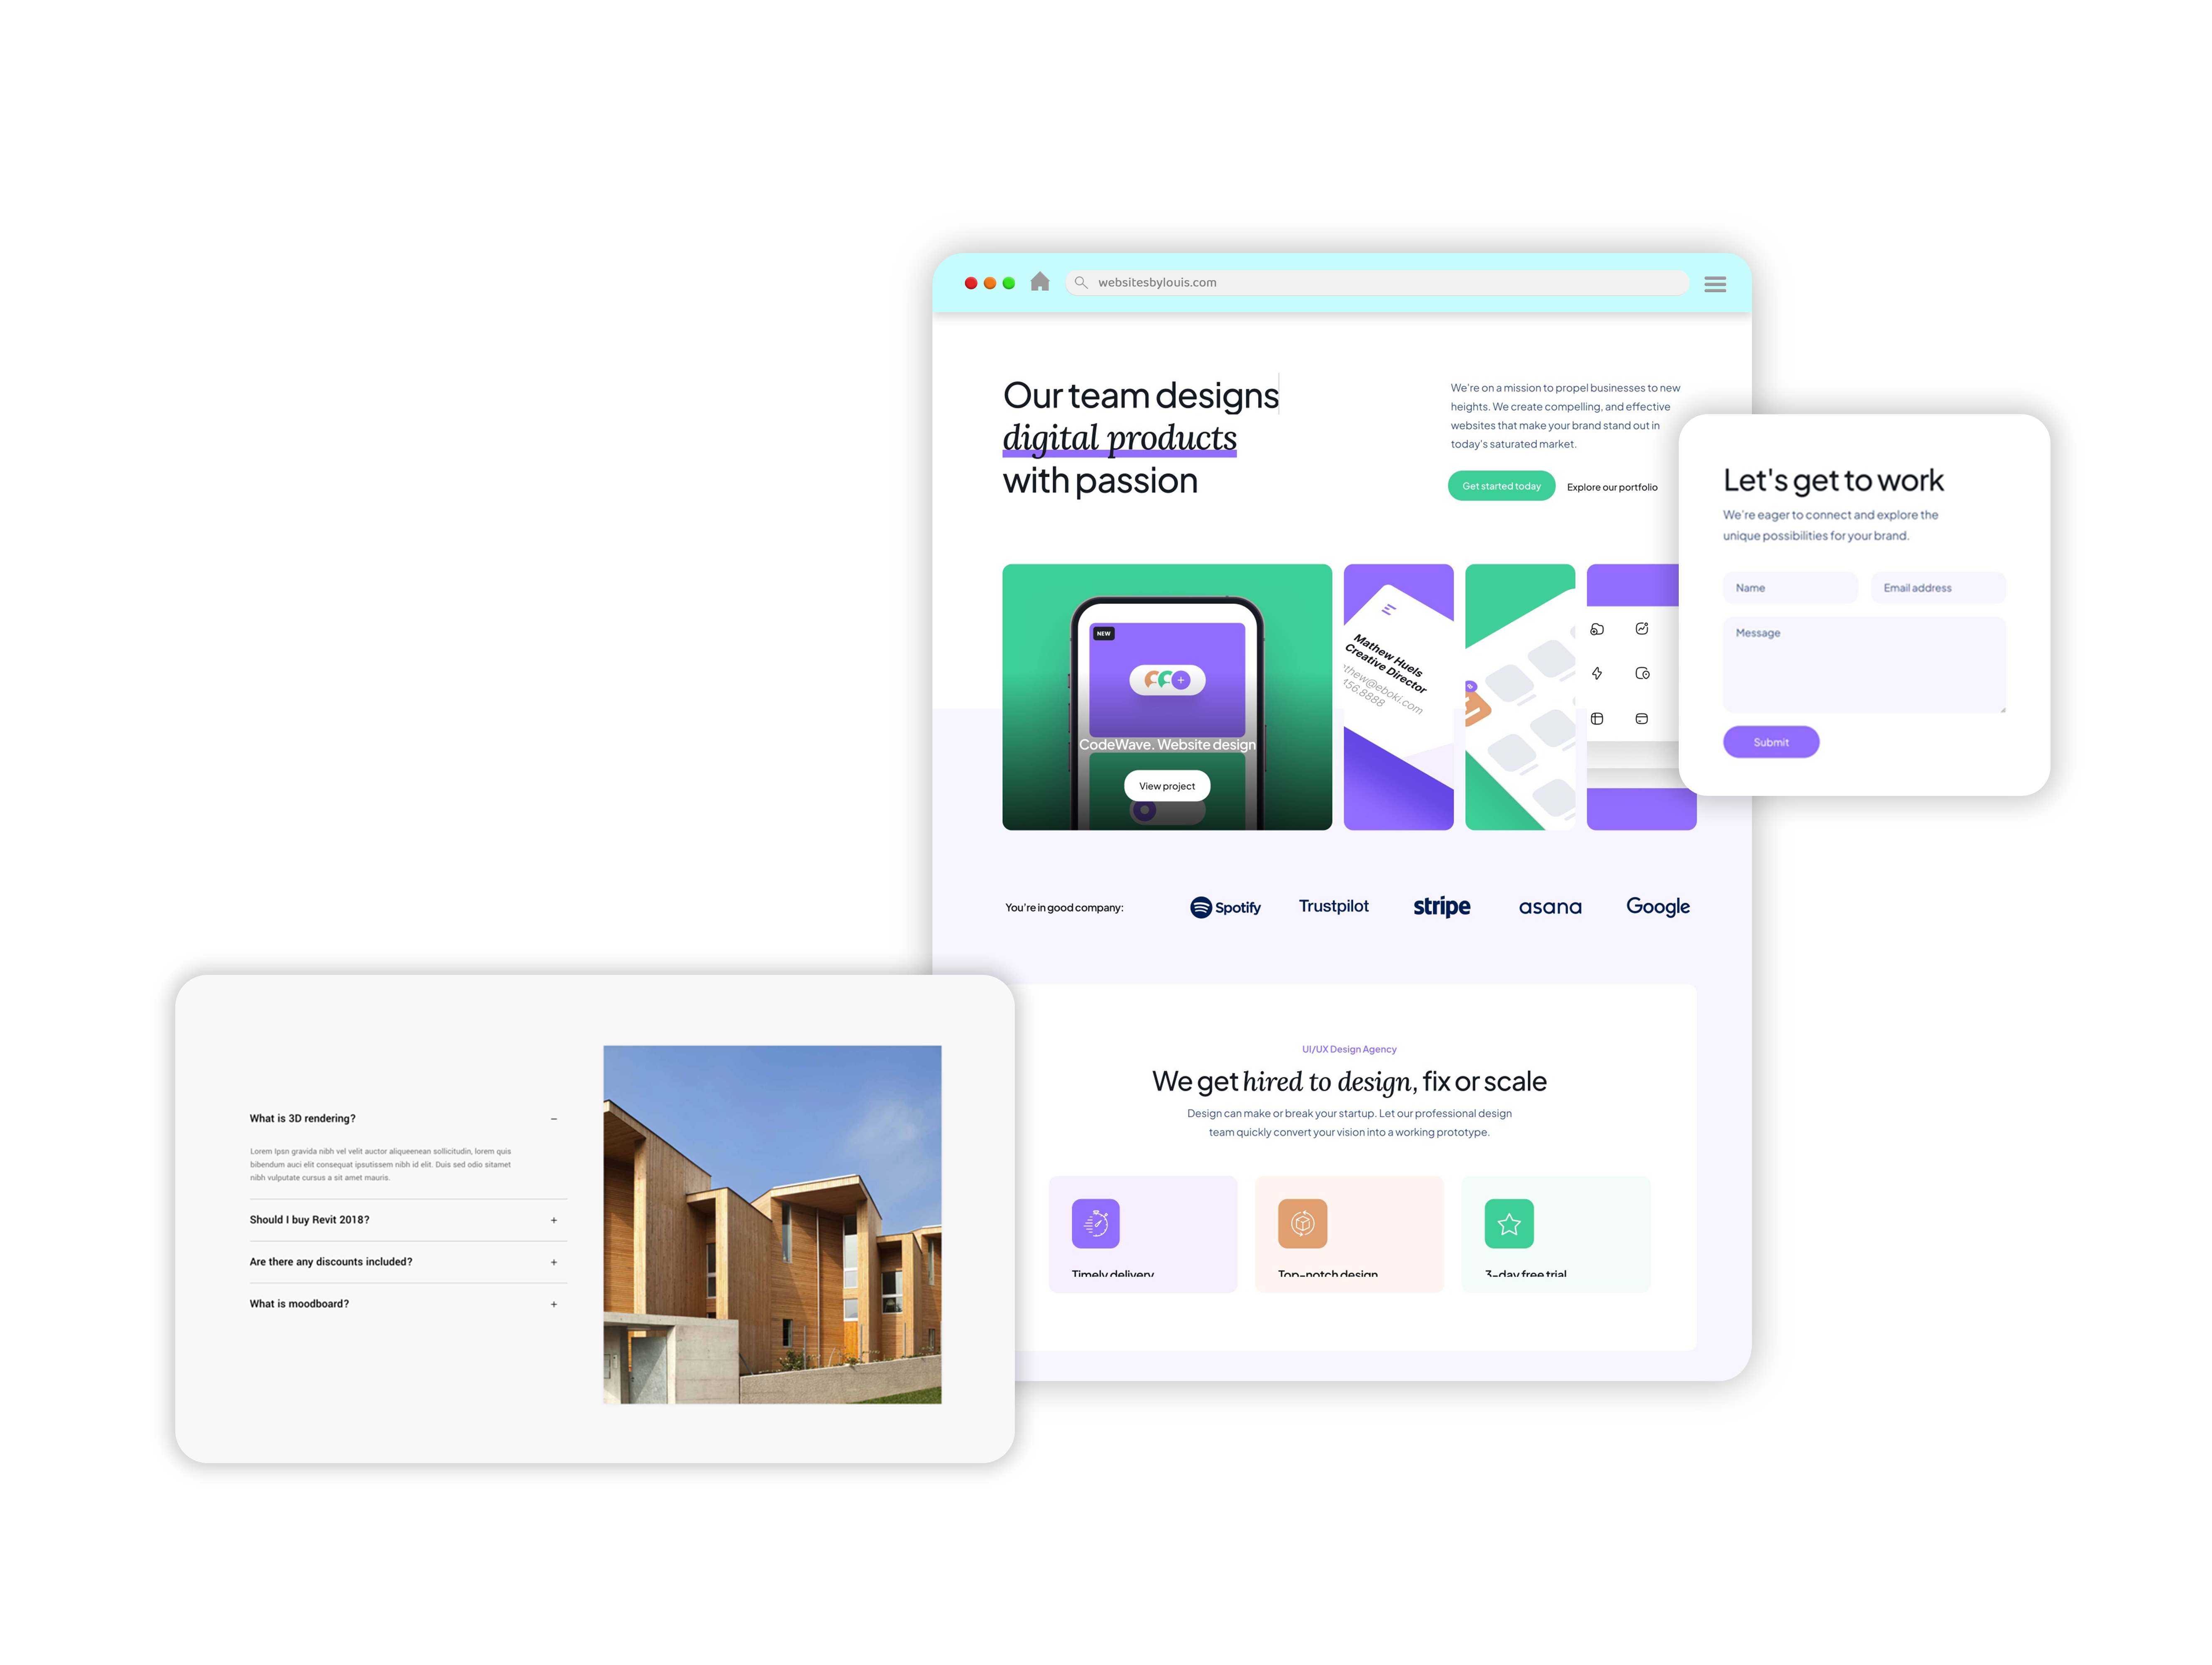 websitesbylouis.com
Our team designs
digital products
with passion
We're on a mission to propel businesses to new
heights. We create compelling, and effective
websites that make your brand stand out in
today's saturated market.
Get started today
Explore our portfolio
Let's get to work
We're eager to connect and explore the
unique possibilities for your brand.
Name
Email address
Message
Submit
NEW
CodeWave. Website design
View project
Mathew Huels
Creative Director
thew@eboki.com
456.8888
You're in good company:
Spotify
Trustpilot
stripe
asana
Google
UI/UX Design Agency
We get hired to design, fix or scale
Design can make or break your startup. Let our professional design
team quickly convert your vision into a working prototype.
Timely delivery
Top-notch design
3-day free trial
What is 3D rendering?
Lorem Ipsn gravida nibh vel velit auctor aliqueenean sollicitudin, lorem quis
bibendum auci elit consequat ipsutissem nibh id elit. Duis sed odio sitamet
nibh vulputate cursus a sit amet mauris.
Should I buy Revit 2018?
Are there any discounts included?
What is moodboard?